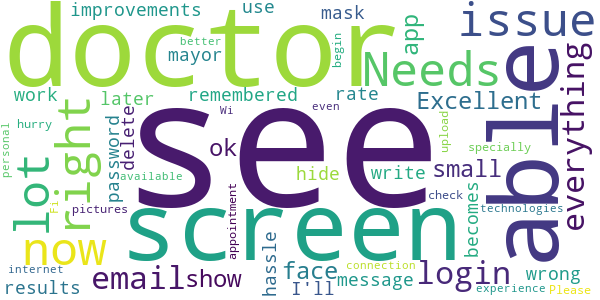 improvements use mask
better
doctor
begin
app
issue
mayor
Needs
able
everything
work later remembered rate Excellent
hurry
right
password
delete
Wi
ok
even
upload
specially
see
personal
lot
available
hide write small
Fi
pictures
check
screen
becomes
technologies
now
appointment
internet
email show
hassle
face
connection
login
message
wrong
results
I'll
experience Please